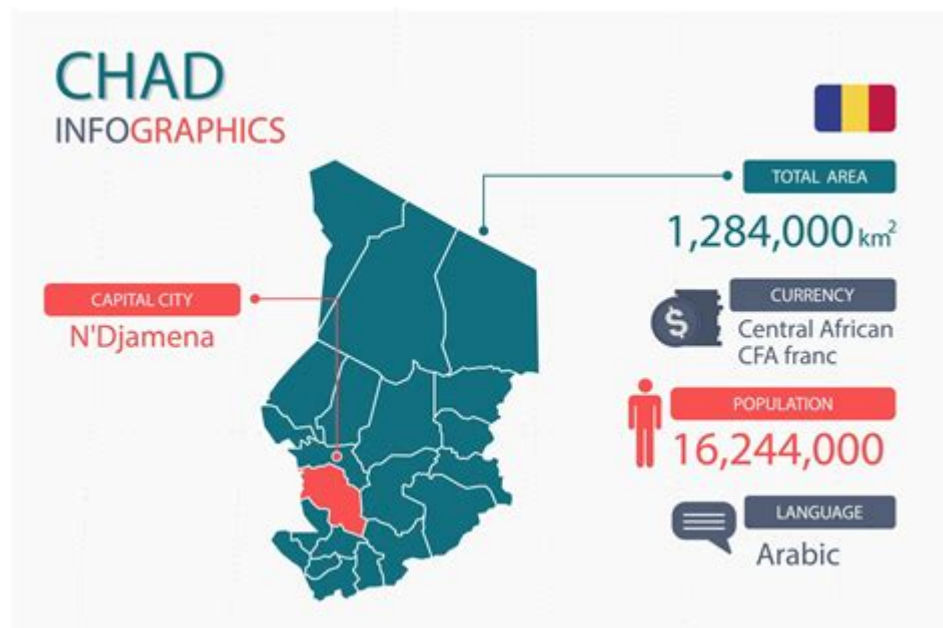 CHAD
INFOGRAPHICS
TOTAL AREA
1,284,000 km²
CAPITAL CITY
N'Djamena
CURRENCY
$
Central African
CFA franc
POPULATION
16,244,000
LANGUAGE
Arabic